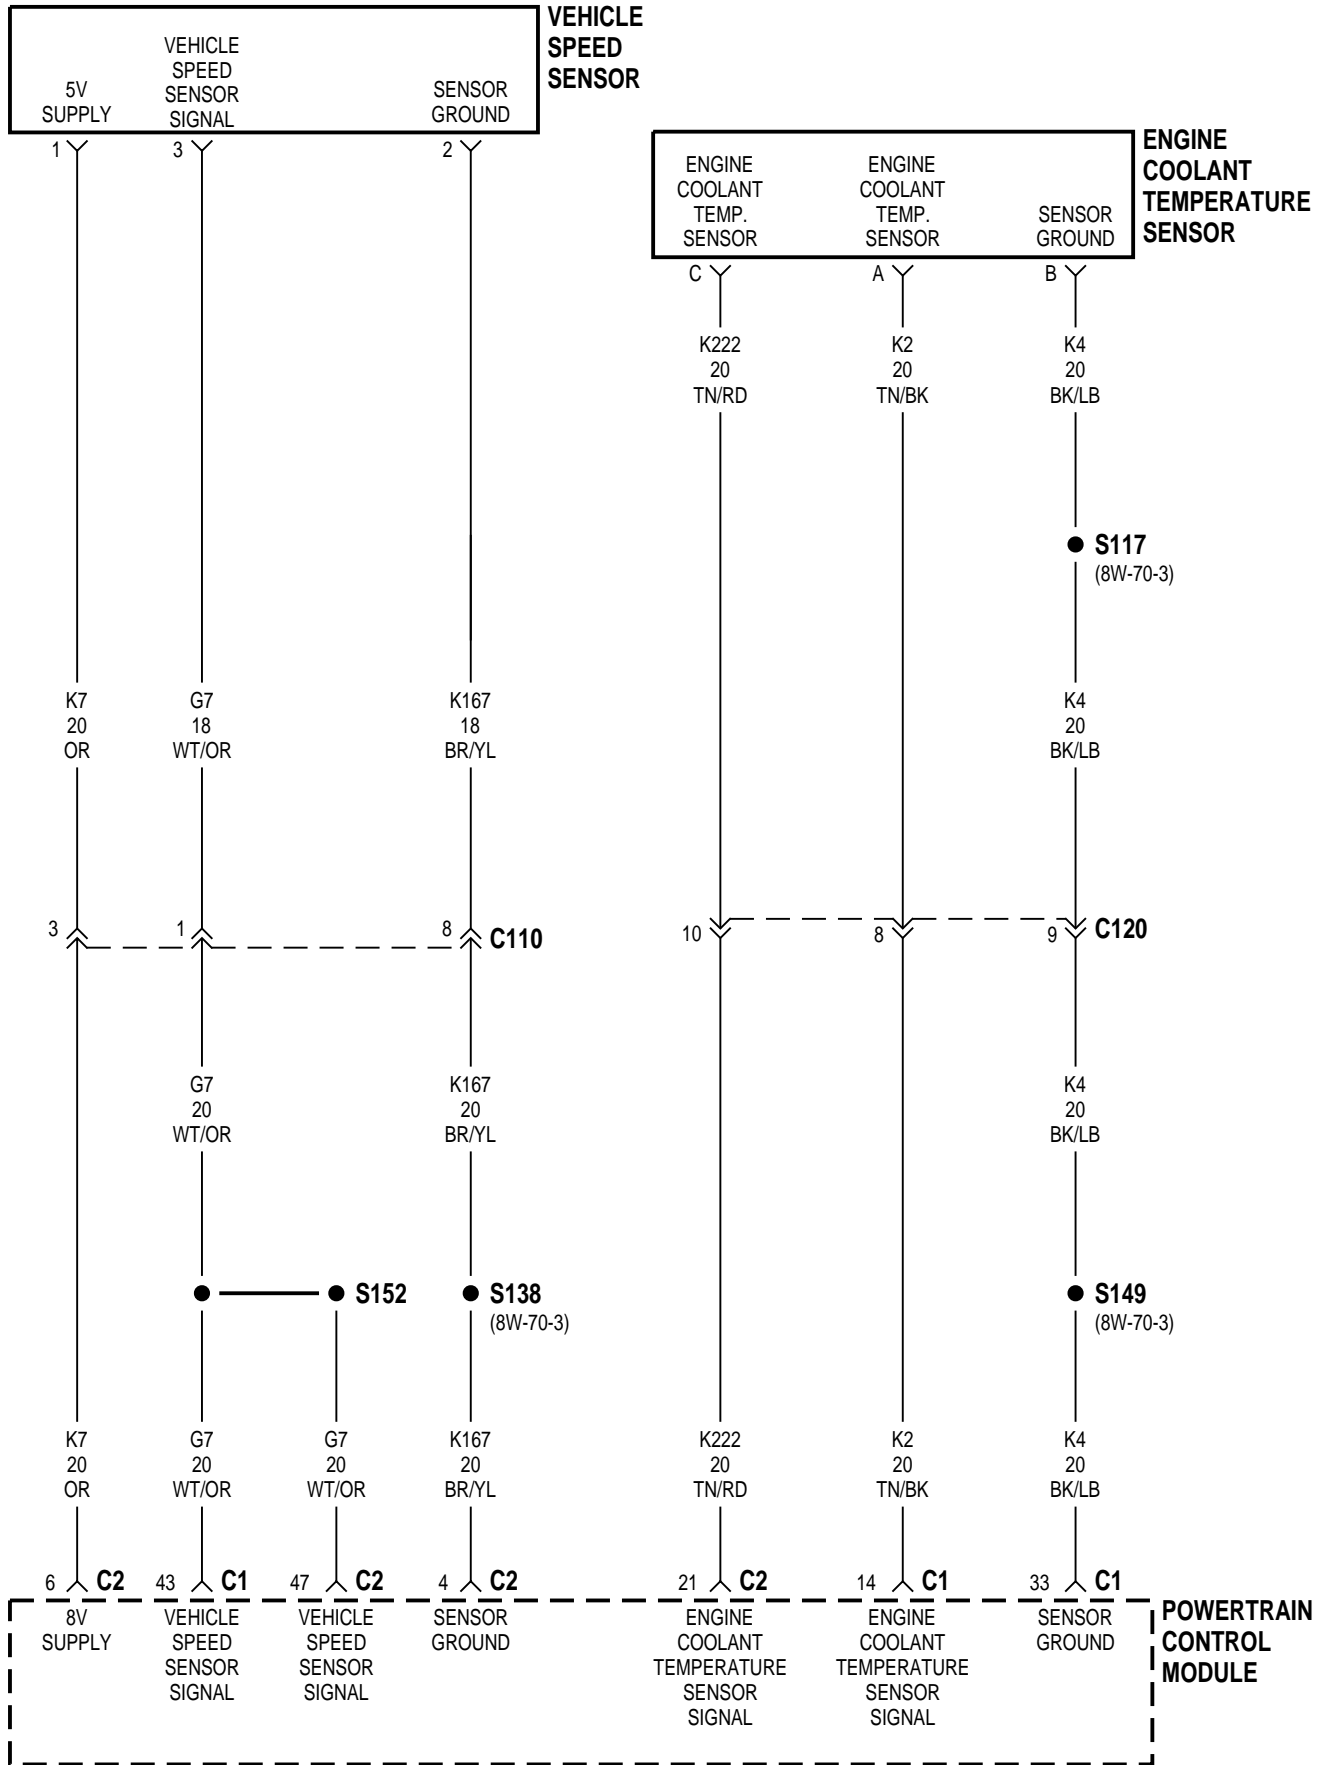 VEHICLE
SPEED
SENSOR
5V
SUPPLY
VEHICLE
SPEED
SENSOR
SIGNAL
SENSOR
GROUND
1
3
2
ENGINE
COOLANT
TEMPERATURE
SENSOR
ENGINE
COOLANT
TEMP.
SENSOR
ENGINE
COOLANT
TEMP.
SENSOR
SENSOR
GROUND
C
A
B
K222
20
TN/RD
K2
20
TN/BK
K4
20
BK/LB
S117
(8W-70-3)
K7
20
OR
G7
18
WT/OR
K167
18
BR/YL
K4
20
BK/LB
3
1
8
C110
10
8
9
C120
G7
20
WT/OR
K167
20
BR/YL
K4
20
BK/LB
S152
S138
(8W-70-3)
S149
(8W-70-3)
K7
20
OR
G7
20
WT/OR
G7
20
WT/OR
K167
20
BR/YL
K222
20
TN/RD
K2
20
TN/BK
K4
20
BK/LB
6 C2
43 C1
47 C2
4 C2
21 C2
14 C1
33 C1
8V
SUPPLY
VEHICLE
SPEED
SENSOR
SIGNAL
VEHICLE
SPEED
SENSOR
SIGNAL
SENSOR
GROUND
ENGINE
COOLANT
TEMPERATURE
SENSOR
SIGNAL
ENGINE
COOLANT
TEMPERATURE
SENSOR
SIGNAL
SENSOR
GROUND
POWERTRAIN
CONTROL
MODULE